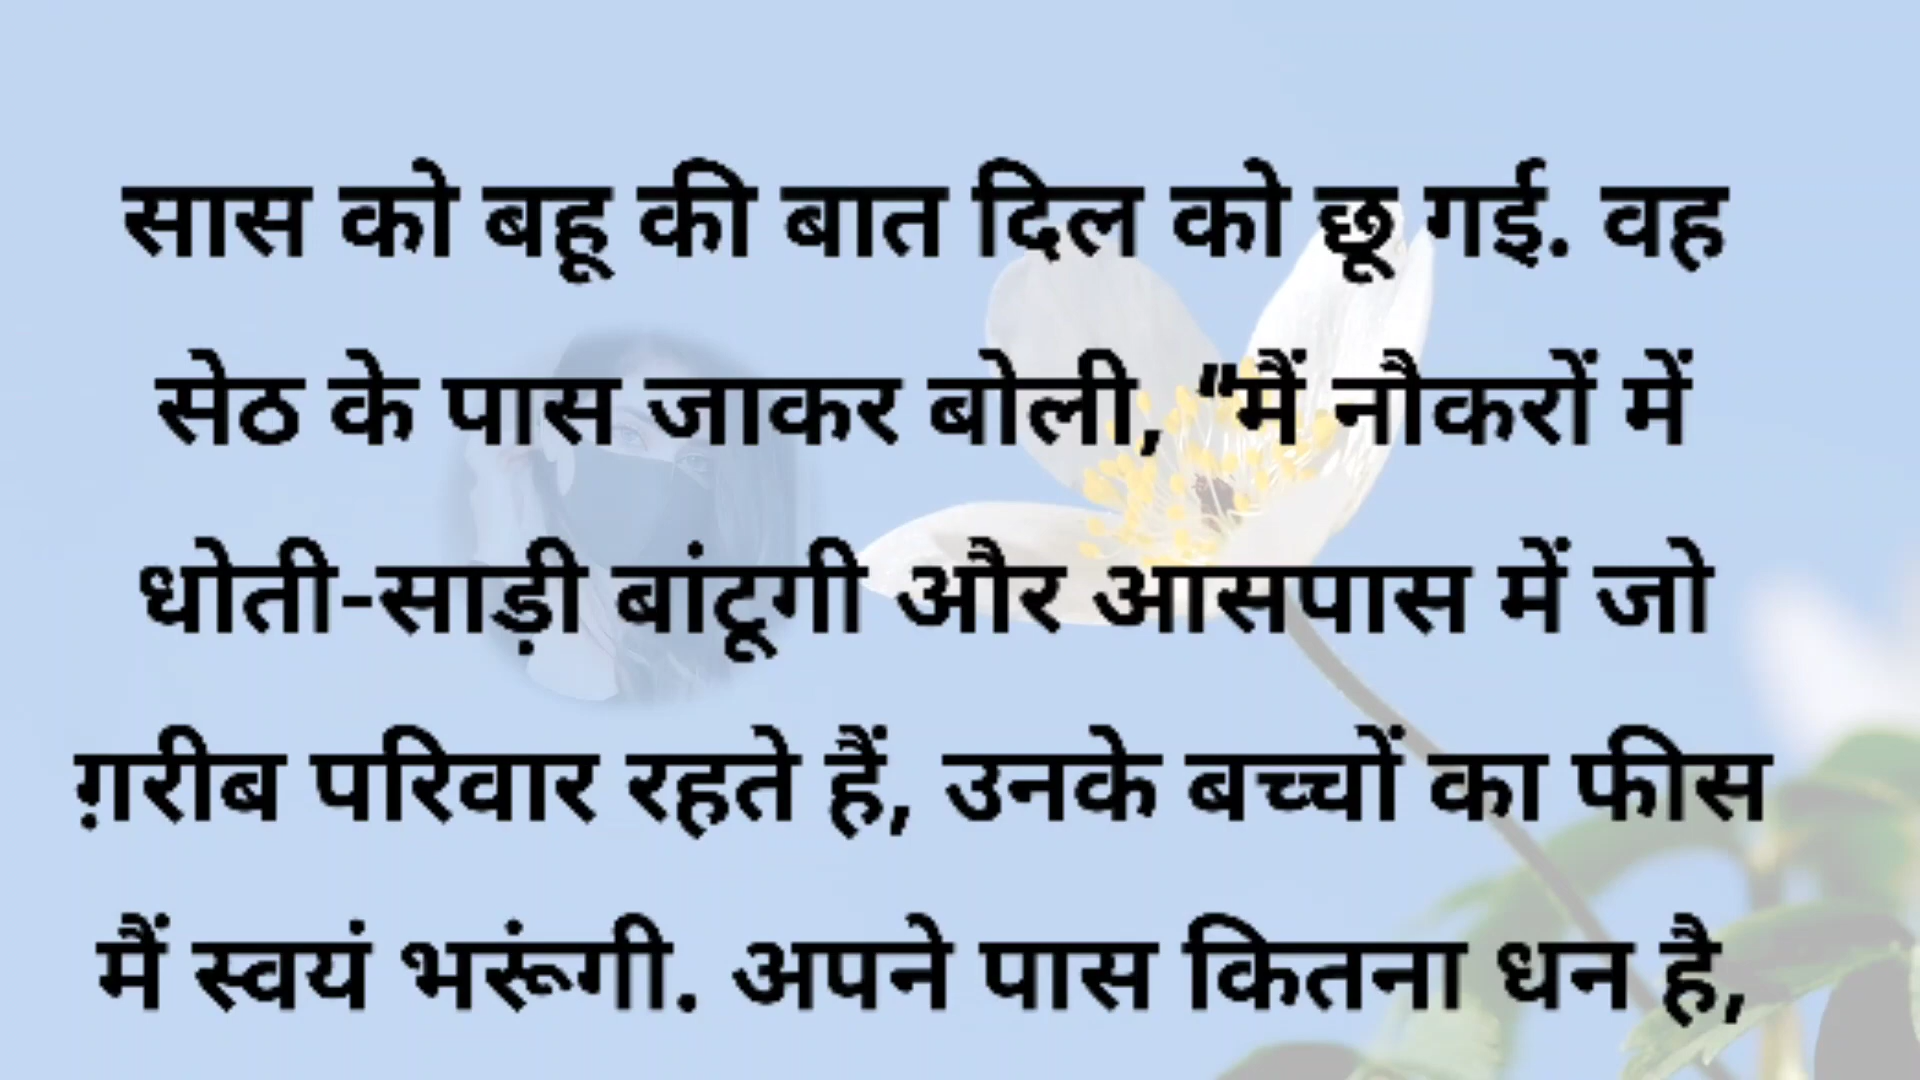 सास को बहू की बात दिल को छू गई. वह
सेठ के पास जाकर बोली, "मैं नौकरों में
धोती-साड़ी बांटूगी और आसपास में जो
ग़रीब परिवार रहते हैं, उनके बच्चों का फीस
मैं स्वयं भरूंगी. अपने पास कितना धन है,